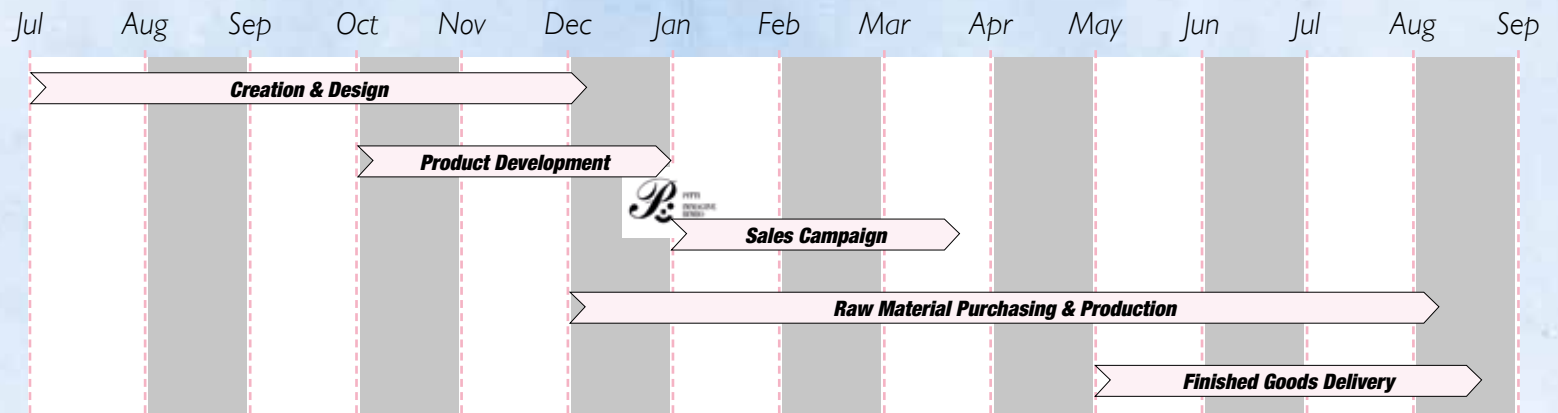 Jul Aug Sep Oct Nov Dec Jan Feb Mar Apr May Jun Jul Aug Sep
Creation & Design
Product Development
Sales Campaign
Raw Material Purchasing & Production
Finished Goods Delivery